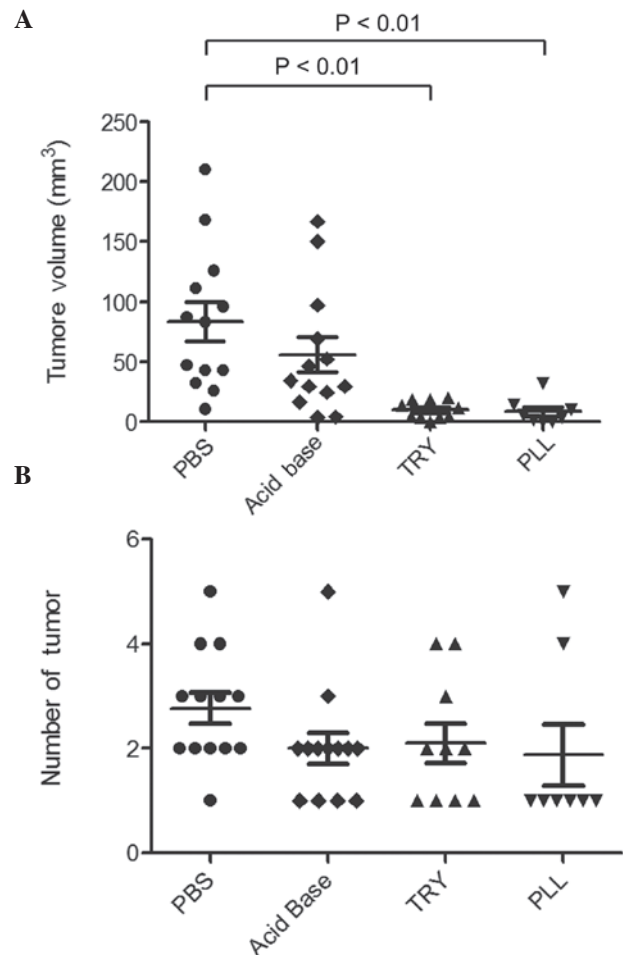 A
P < 0.01
P < 0.01
Tumore volume (mm³)
250
200
150
100
50
0
PBS
Acid base
TRY
PLL
B
Number of tumor
6
4
2
0
PBS
Acid Base
TRY
PLL